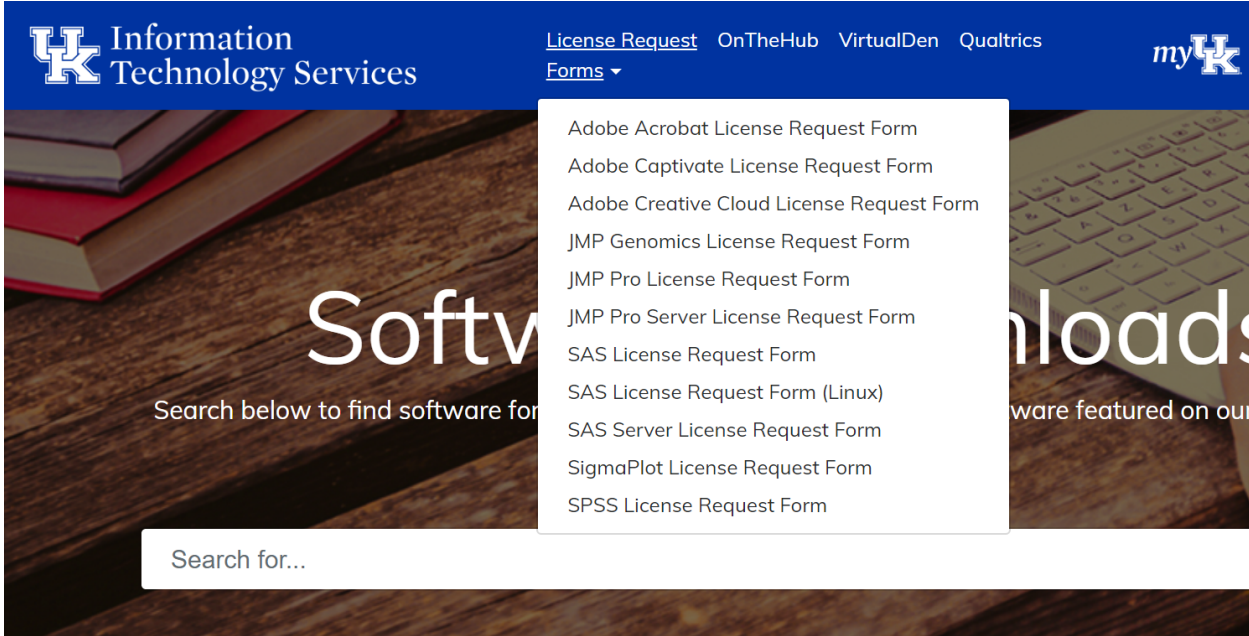 UK Information
Technology Services
License Request OnTheHub VirtualDen Qualtrics
Forms
myUK
Adobe Acrobat License Request Form
Adobe Captivate License Request Form
Adobe Creative Cloud License Request Form
JMP Genomics License Request Form
JMP Pro License Request Form
JMP Pro Server License Request Form
SAS License Request Form
SAS License Request Form (Linux)
SAS Server License Request Form
SigmaPlot License Request Form
SPSS License Request Form
Search below to find software for featured on our
Search for...